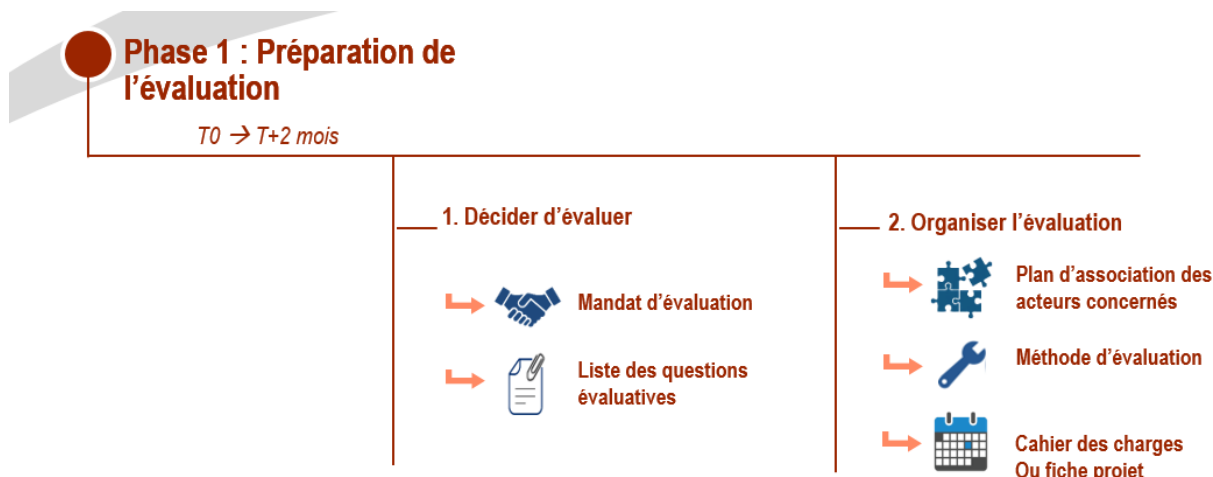 Phase 1 : Préparation de
l’évaluation
T0 → T+2 mois
1. Décider d’évaluer
Mandat d’évaluation
Liste des questions
évaluatives
2. Organiser l’évaluation
Plan d’association des
acteurs concernés
Méthode d’évaluation
Cahier des charges
Ou fiche projet